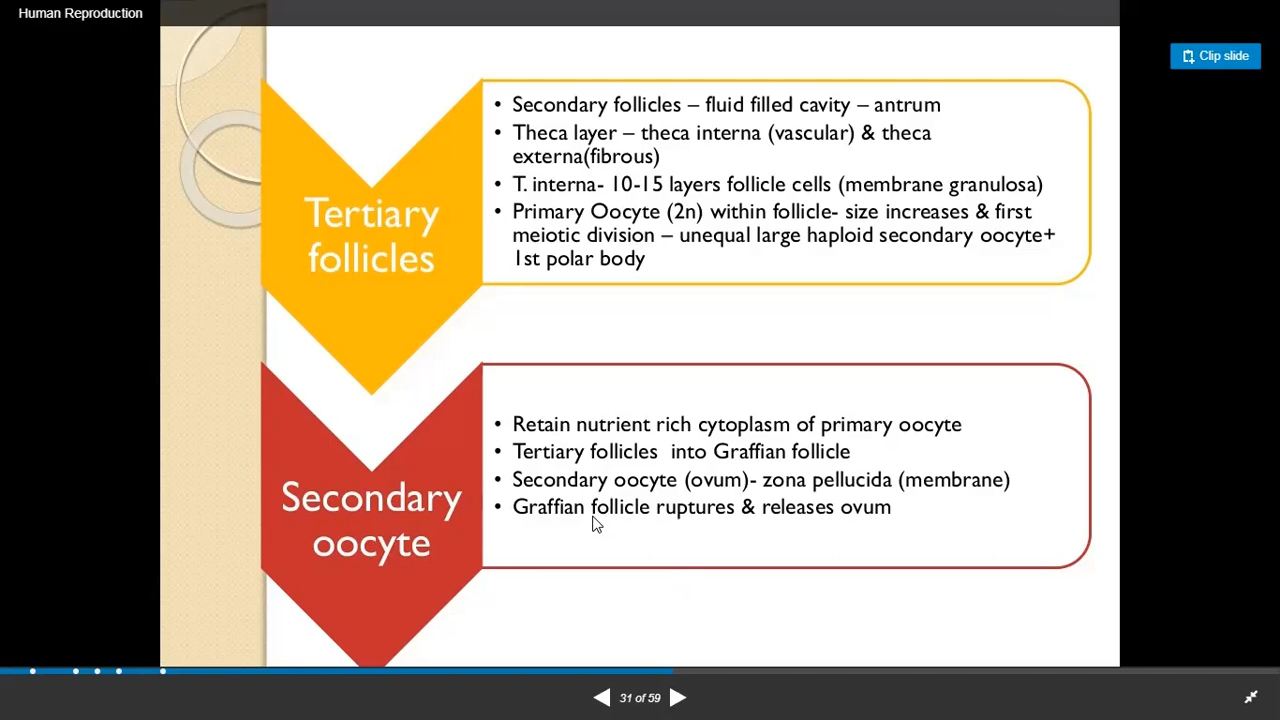 Human Reproduction
Clip slide
Tertiary
follicles
• Secondary follicles – fluid filled cavity – antrum
• Theca layer – theca interna (vascular) & theca
externa(fibrous)
• T. interna- 10-15 layers follicle cells (membrane granulosa)
• Primary Oocyte (2n) within follicle- size increases & first
meiotic division – unequal large haploid secondary oocyte+
1st polar body
Secondary
oocyte
• Retain nutrient rich cytoplasm of primary oocyte
• Tertiary follicles  into Graffian follicle
• Secondary oocyte (ovum)- zona pellucida (membrane)
• Graffian follicle ruptures & releases ovum
31 of 59